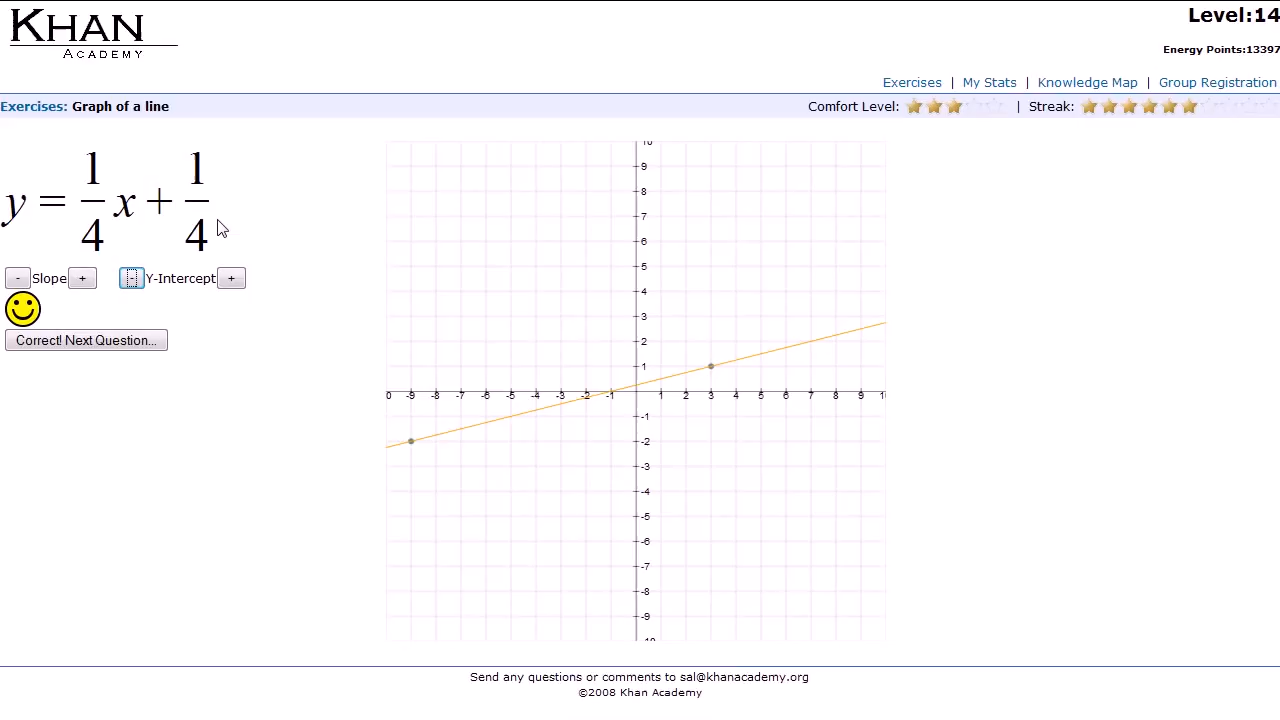 KHAN
ACADEMY
Level:14
Energy Points:13397
Exercises | My Stats | Knowledge Map | Group Registration
Exercises: Graph of a line
Comfort Level: | Streak:
y = 1/4 x + 1/4
- Slope + - Y-Intercept +
Correct! Next Question...
10
9
8
7
6
5
4
3
2
1
0 -9 -8 -7 -6 -5 -4 -3 -2 -1 1 2 3 4 5 6 7 8 9 1
-1
-2
-3
-4
-5
-6
-7
-8
-9
-10
Send any questions or comments to sal@khanacademy.org
©2008 Khan Academy